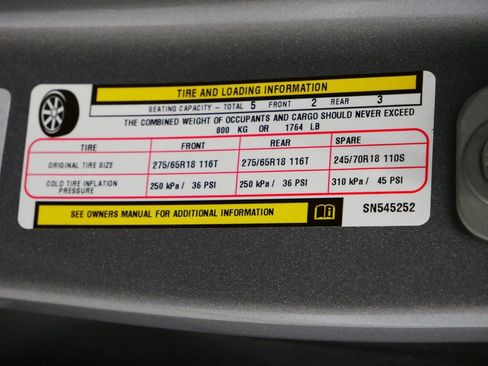 TIRE AND LOADING INFORMATION
SEATING CAPACITY - TOTAL 5 FRONT 2 REAR 3
THE COMBINED WEIGHT OF OCCUPANTS AND CARGO SHOULD NEVER EXCEED
800 KG OR 1764 LB
TIRE FRONT REAR SPARE
ORIGINAL TIRE SIZE 275/65R18 116T 275/65R18 116T 245/70R18 110S
COLD TIRE INFLATION PRESSURE 250 kPa / 36 PSI 250 kPa / 36 PSI 310 kPa / 45 PSI
SEE OWNERS MANUAL FOR ADDITIONAL INFORMATION SN545252